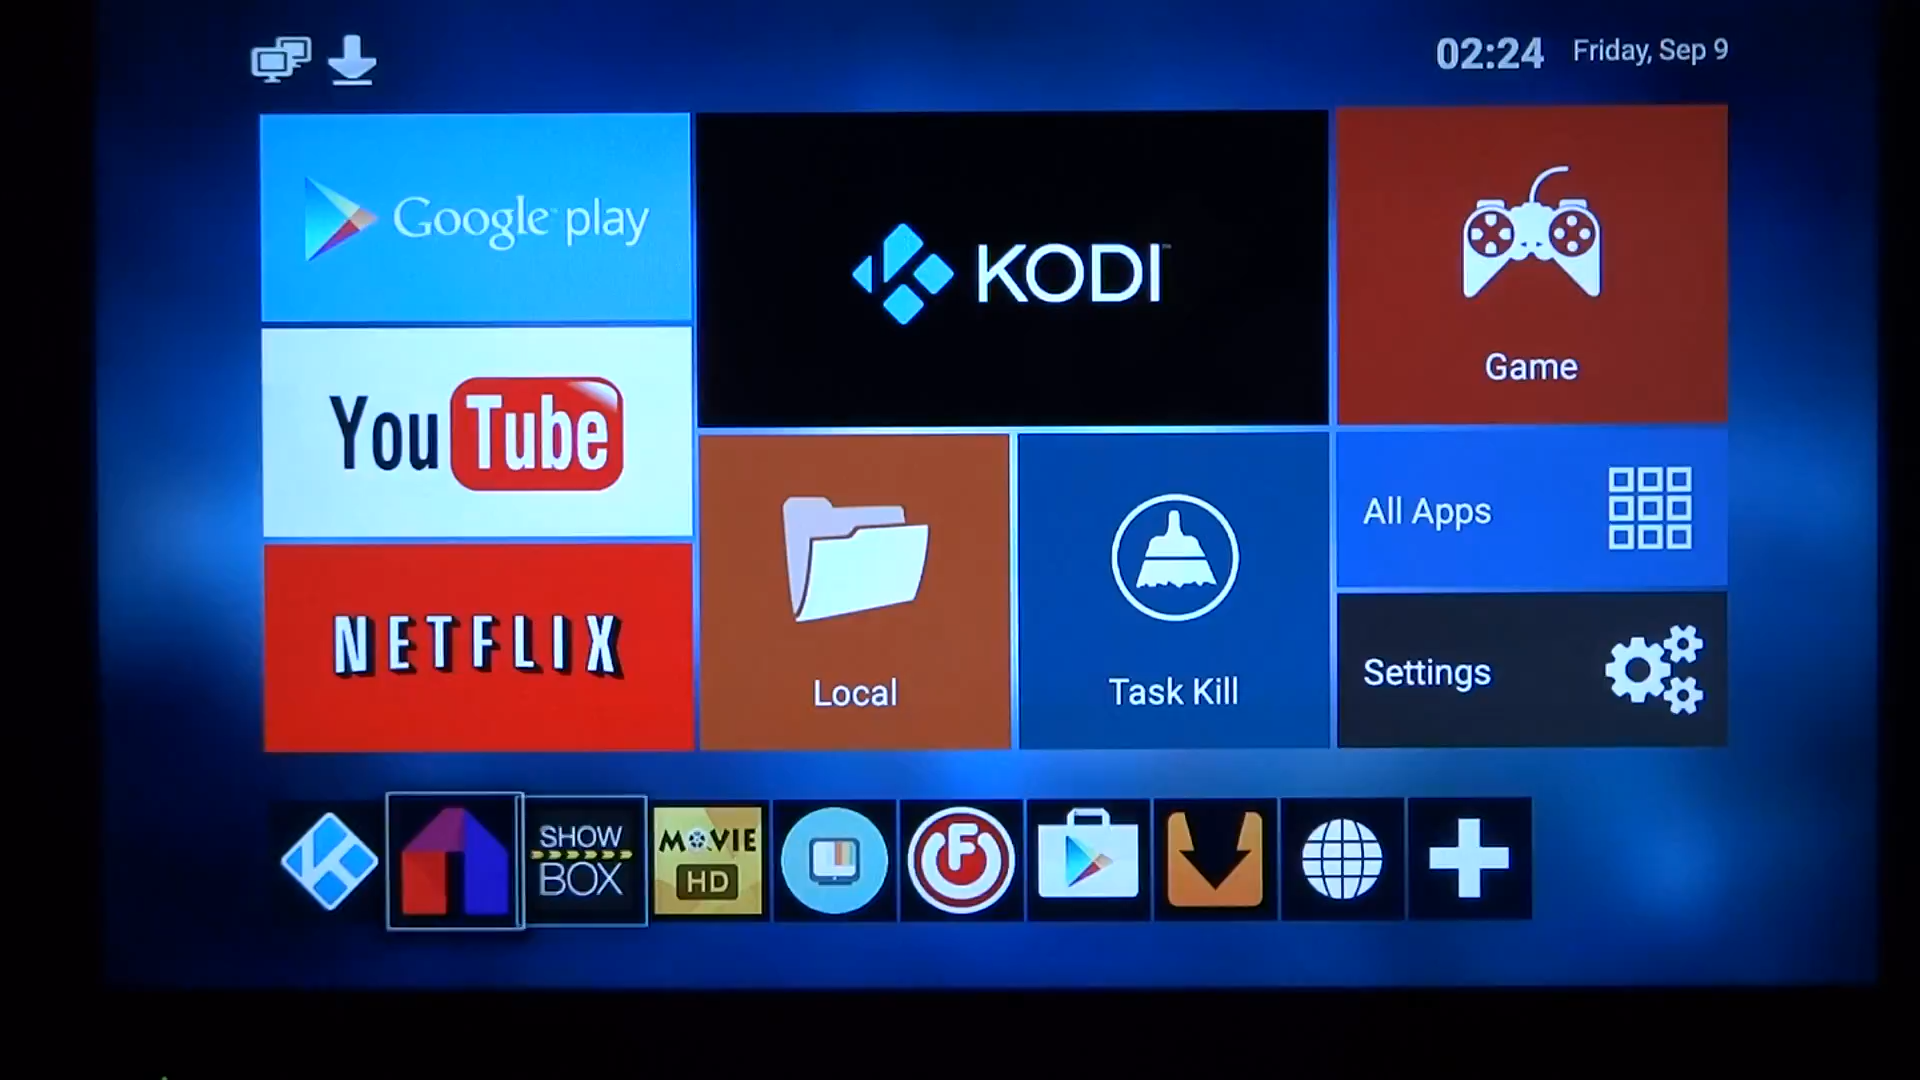 02:24 Friday, Sep 9
Google play
KODI
Game
YouTube
All Apps
NETFLIX
Local
Task Kill
Settings
SHOW
BOX
MOVIE
HD
F